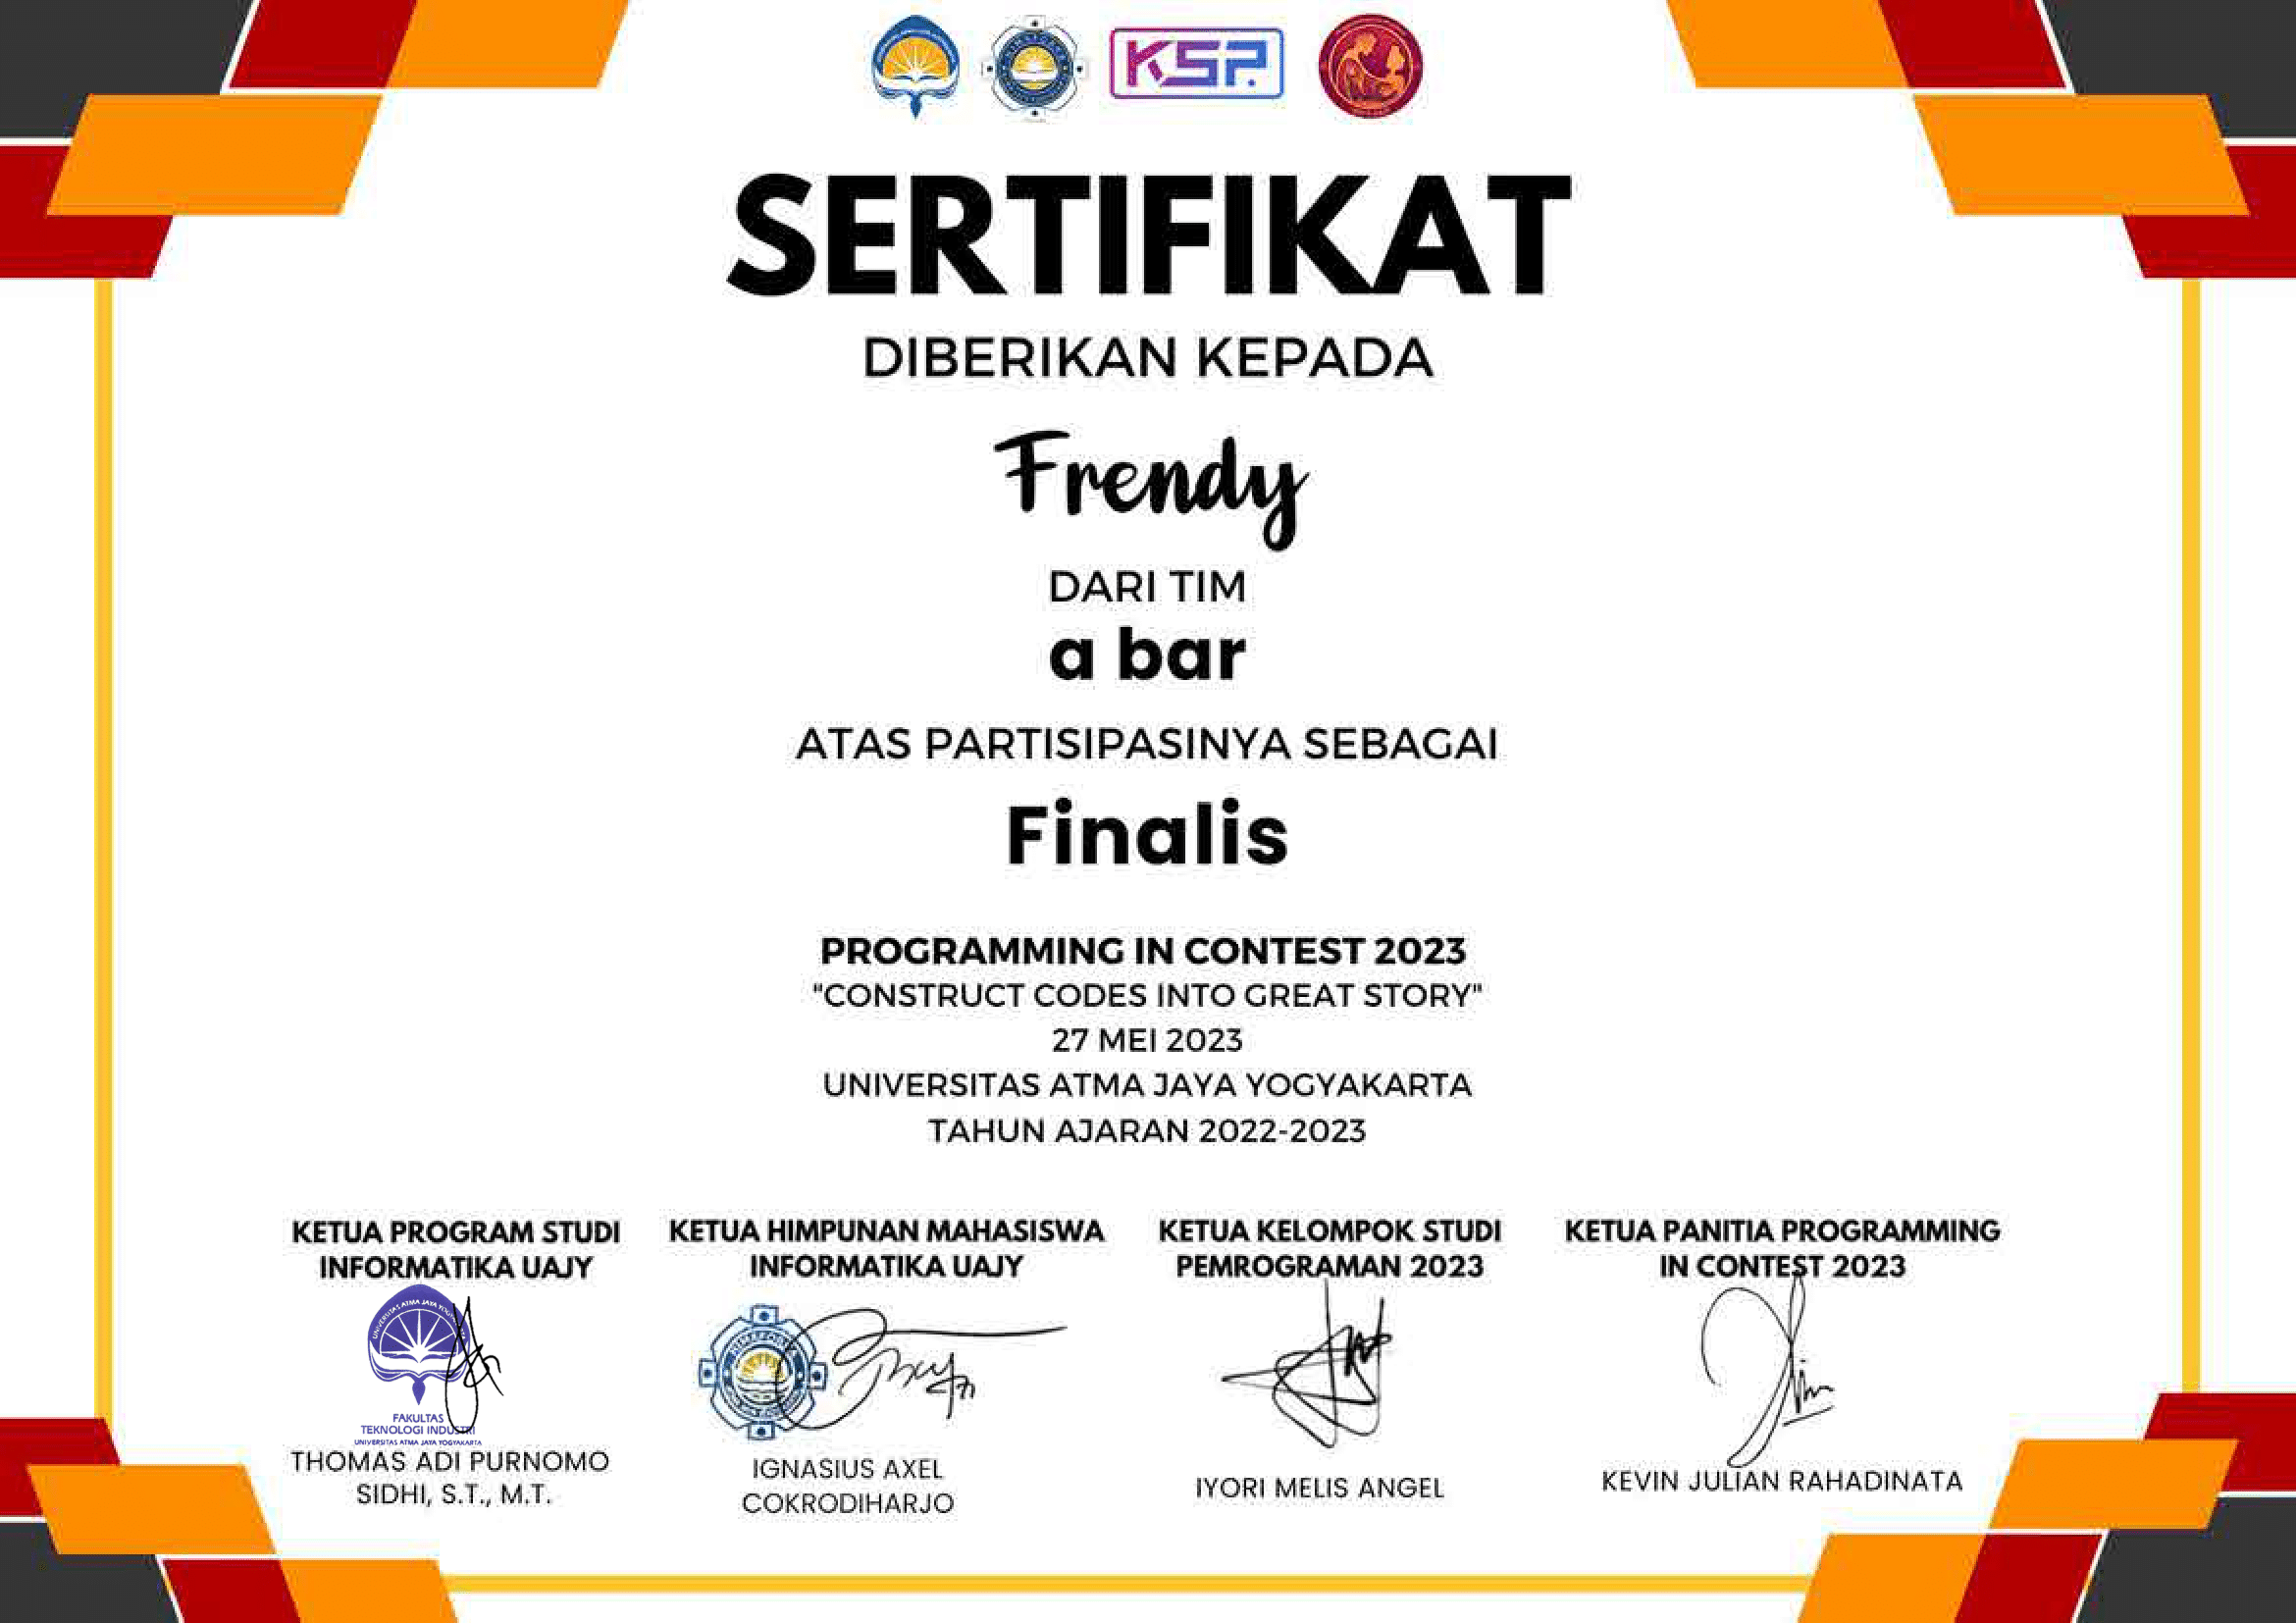 KSP.
SERTIFIKAT
DIBERIKAN KEPADA
Frendy
DARI TIM
a bar
ATAS PARTISIPASINYA SEBAGAI
Finalis
PROGRAMMING IN CONTEST 2023
"CONSTRUCT CODES INTO GREAT STORY"
27 MEI 2023
UNIVERSITAS ATMA JAYA YOGYAKARTA
TAHUN AJARAN 2022-2023
KETUA PROGRAM STUDI
INFORMATIKA UAJY
FAKULTAS
TEKNOLOGI INDUSTRI
UNIVERSITAS ATMA JAYA YOGYAKARTA
THOMAS ADI PURNOMO
SIDHI, S.T., M.T.
KETUA HIMPUNAN MAHASISWA
INFORMATIKA UAJY
IGNASIUS AXEL
COKRODIHARJO
KETUA KELOMPOK STUDI
PEMROGRAMAN 2023
IYORI MELIS ANGEL
KETUA PANITIA PROGRAMMING
IN CONTEST 2023
KEVIN JULIAN RAHADINATA